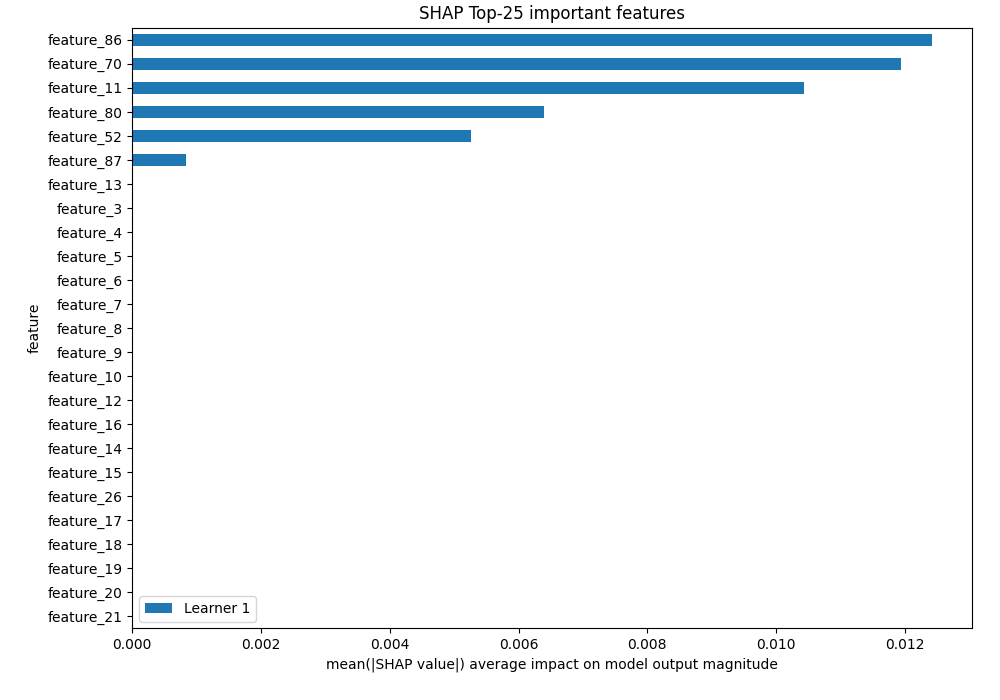 SHAP Top-25 important features
feature_86
feature_70
feature_11
feature_80
feature_52
feature_87
feature_13
feature_3
feature_4
feature_5
feature_6
feature_7
feature_8
feature_9
feature_10
feature_12
feature_16
feature_14
feature_15
feature_26
feature_17
feature_18
feature_19
feature_20
feature_21
feature
Learner 1
0.000 0.002 0.004 0.006 0.008 0.010 0.012
mean(|SHAP value|) average impact on model output magnitude